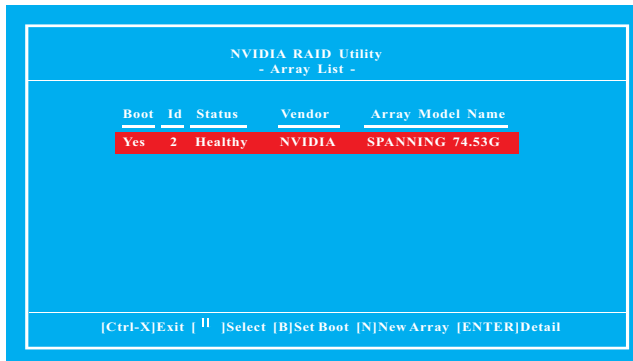 NVIDIA RAID Utility
- Array List -
Boot Id Status Vendor Array Model Name
Yes 2 Healthy NVIDIA SPANNING 74.53G
[Ctrl-X]Exit [ ]Select [B]Set Boot [N]New Array [ENTER]Detail